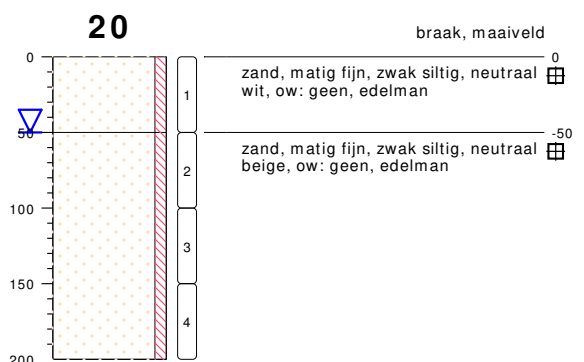 20
braak, maaiveld
0
0
zand, matig fijn, zwak siltig, neutraal
wit, ow: geen, edelman
1
50
-50
zand, matig fijn, zwak siltig, neutraal
beige, ow: geen, edelman
2
100
3
150
4
200